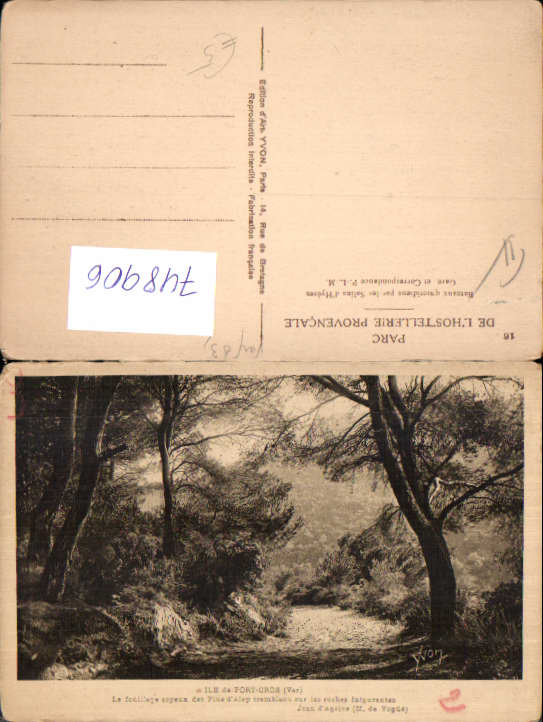 16
PARC
DE L'HOSTELLERIE PROVENÇALE
Bateaux quotidiens par les Salins d'Hyères
Gare et Correspondance P.-L.-M.
Edition d'Art YVON, Paris 14, Rue de Bretagne
Reproduction Interdite - Fabrication française
748906
YVON
ILE de PORT-CROS (Var)
Le feuillage soyeux des Pins d'Alep tremblant sur les roches fulgurantes
Jean d'Agrève (M. de Vogüé)